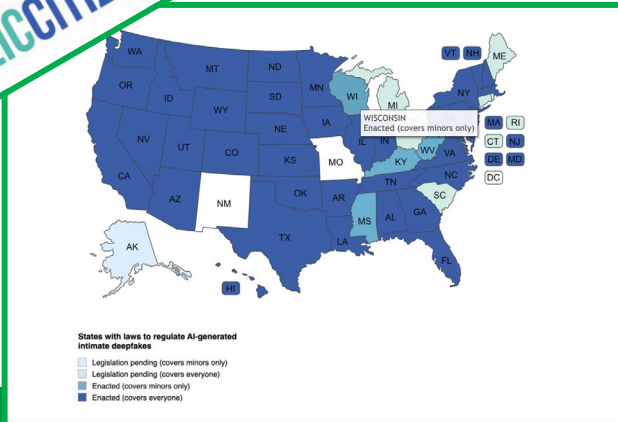 ICCITI
WA
MT
ND
MN
VT
NH
ME
OR
ID
SD
WI
MI
NY
WY
WISCONSIN
Enacted (covers minors only)
IA
MA
RI
NE
NV
UT
CO
IL
IN
WV
VA
CT
NJ
KS
MO
KY
DE
MD
CA
NC
DC
TN
AZ
NM
OK
AR
SC
MS
AL
GA
TX
LA
AK
FL
HI
States with laws to regulate AI-generated
intimate deepfakes
Legislation pending (covers minors only)
Legislation pending (covers everyone)
Enacted (covers minors only)
Enacted (covers everyone)